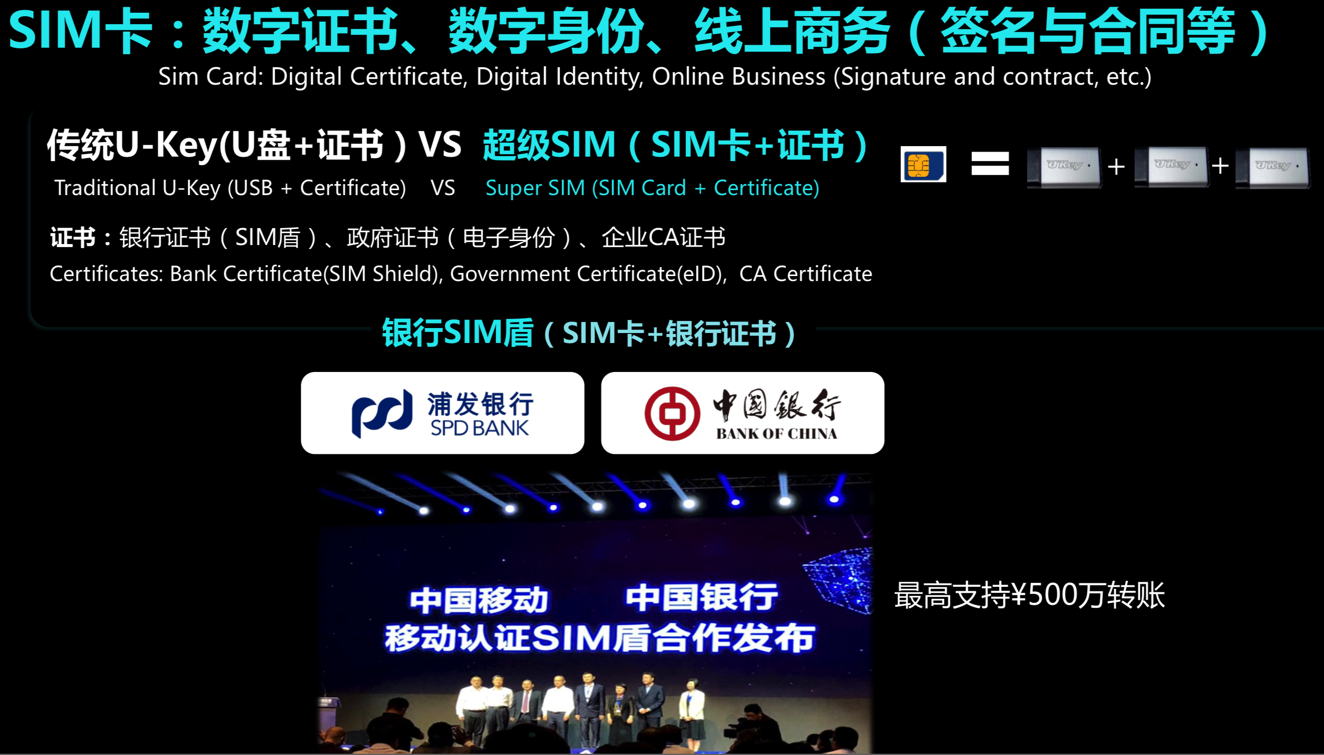 SIM卡：数字证书、数字身份、线上商务（签名与合同等）
Sim Card: Digital Certificate, Digital Identity, Online Business (Signature and contract, etc.)
传统U-Key(U盘+证书）VS 超级SIM（SIM卡+证书）
Traditional U-Key (USB + Certificate) VS Super SIM (SIM Card + Certificate)
UKey + UKey + UKey
证书：银行证书（SIM盾）、政府证书（电子身份）、企业CA证书
Certificates: Bank Certificate(SIM Shield), Government Certificate(eID), CA Certificate
银行SIM盾（SIM卡+银行证书）
浦发银行
SPD BANK
中国銀行
BANK OF CHINA
中国移动 中国银行
移动认证SIM盾合作发布
最高支持¥500万转账